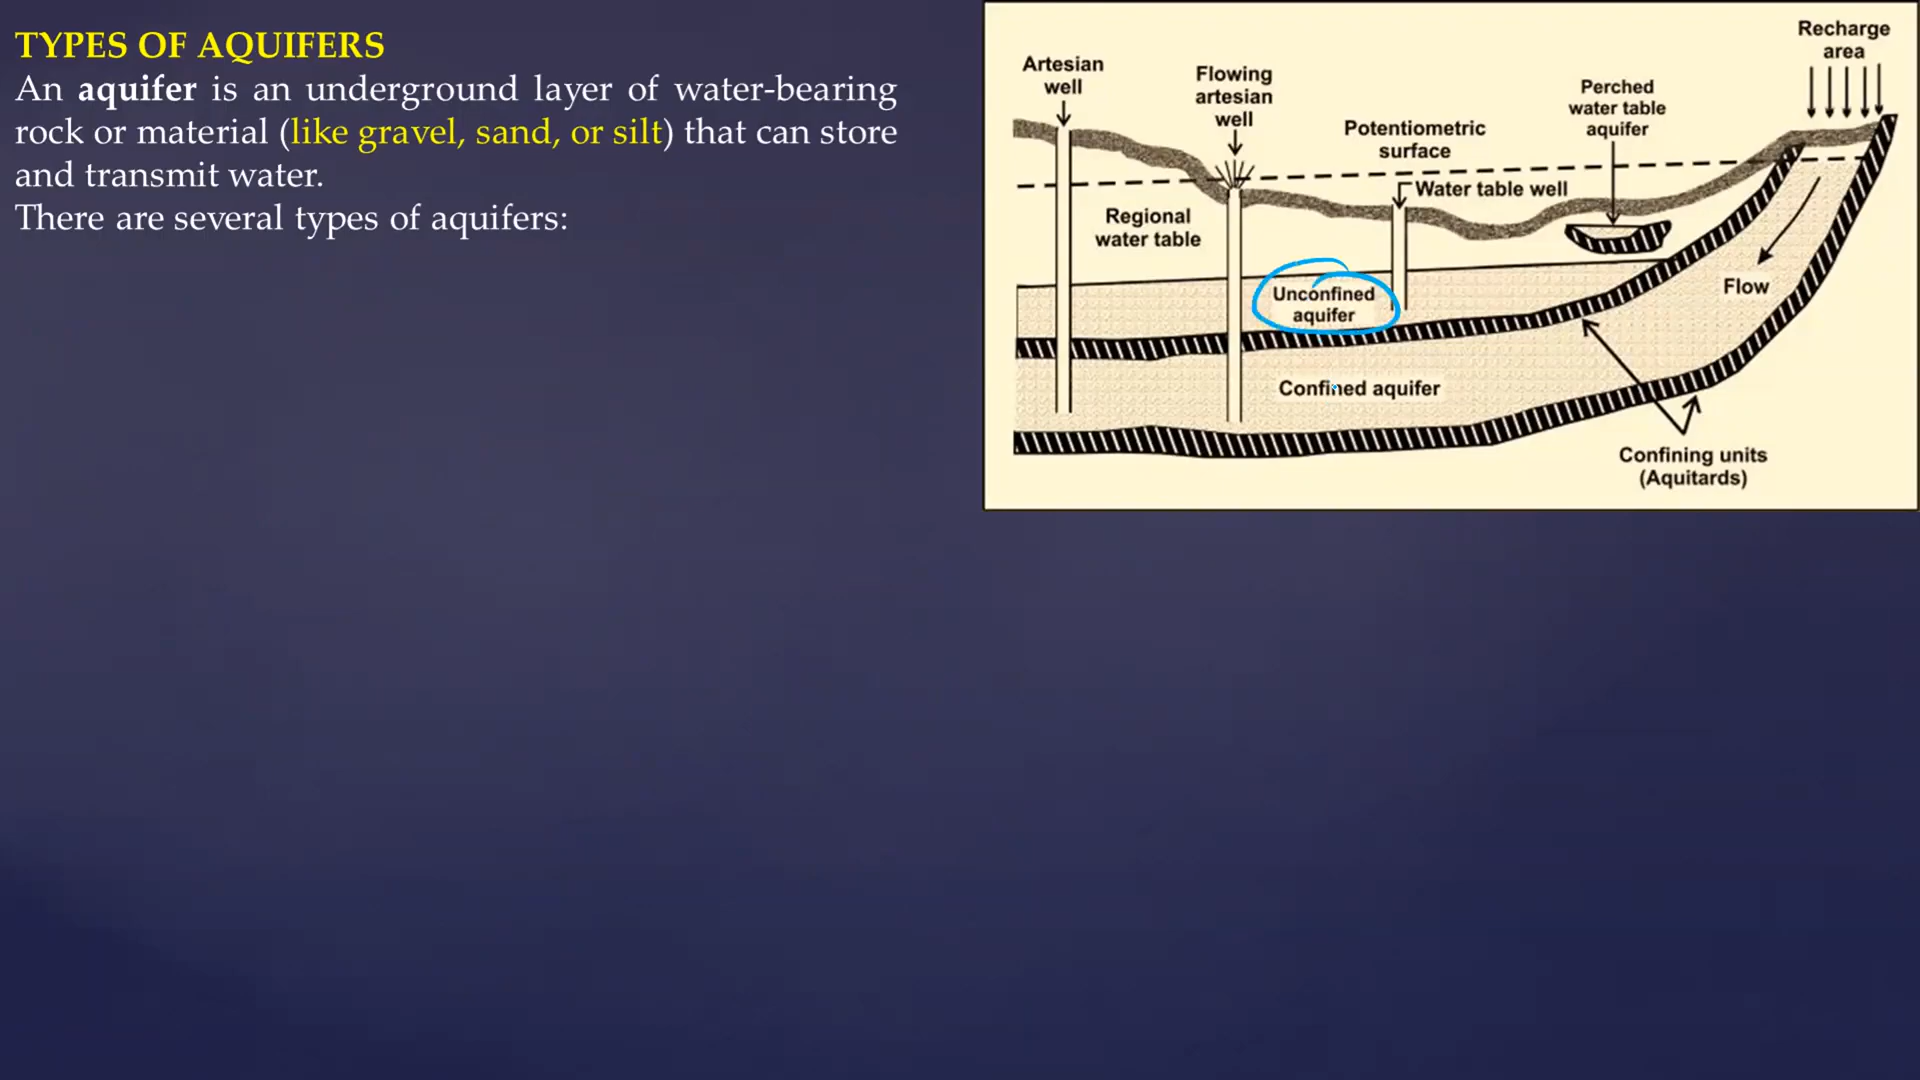 TYPES OF AQUIFERS
An aquifer is an underground layer of water-bearing
rock or material (like gravel, sand, or silt) that can store
and transmit water.
There are several types of aquifers:
Recharge
area
Artesian
well
Flowing
artesian
well
Perched
water table
aquifer
Potentiometric
surface
Water table well
Regional
water table
Unconfined
aquifer
Flow
Confined aquifer
Confining units
(Aquitards)